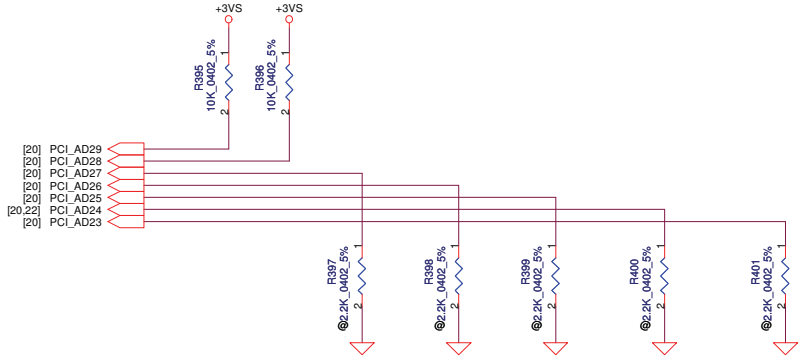 +3VS
+3VS
1
1
R395
10K_0402_5%
R396
10K_0402_5%
2
2
[20] PCI_AD29
[20] PCI_AD28
[20] PCI_AD27
[20] PCI_AD26
[20] PCI_AD25
[20,22] PCI_AD24
[20] PCI_AD23
1
1
1
1
1
R397
@2.2K_0402_5%
R398
@2.2K_0402_5%
R399
@2.2K_0402_5%
R400
@2.2K_0402_5%
R401
@2.2K_0402_5%
2
2
2
2
2